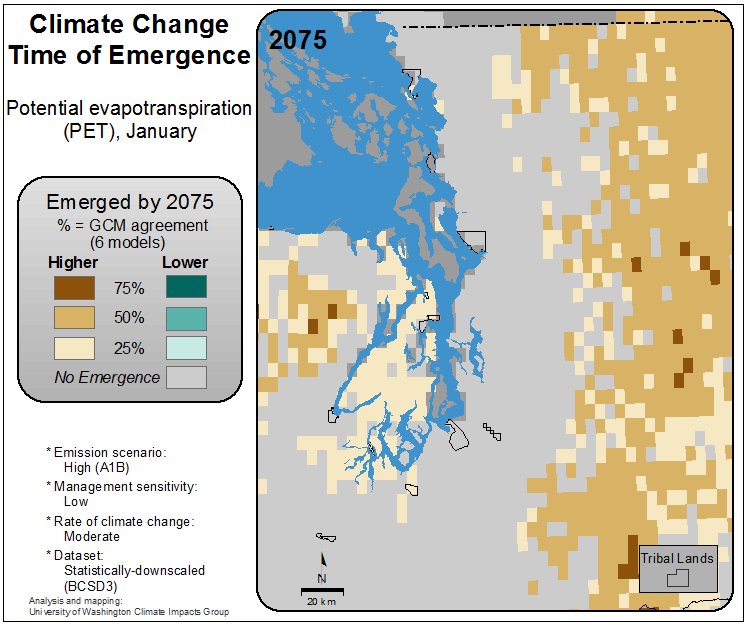 Climate Change
Time of Emergence
Potential evapotranspiration
(PET), January
Emerged by 2075
% = GCM agreement
(6 models)
Higher Lower
75%
50%
25%
No Emergence
* Emission scenario:
High (A1B)
* Management sensitivity:
Low
* Rate of climate change:
Moderate
* Dataset:
Statistically-downscaled
(BCSD3)
Analysis and mapping:
University of Washington Climate Impacts Group
2075
N
20 km
Tribal Lands